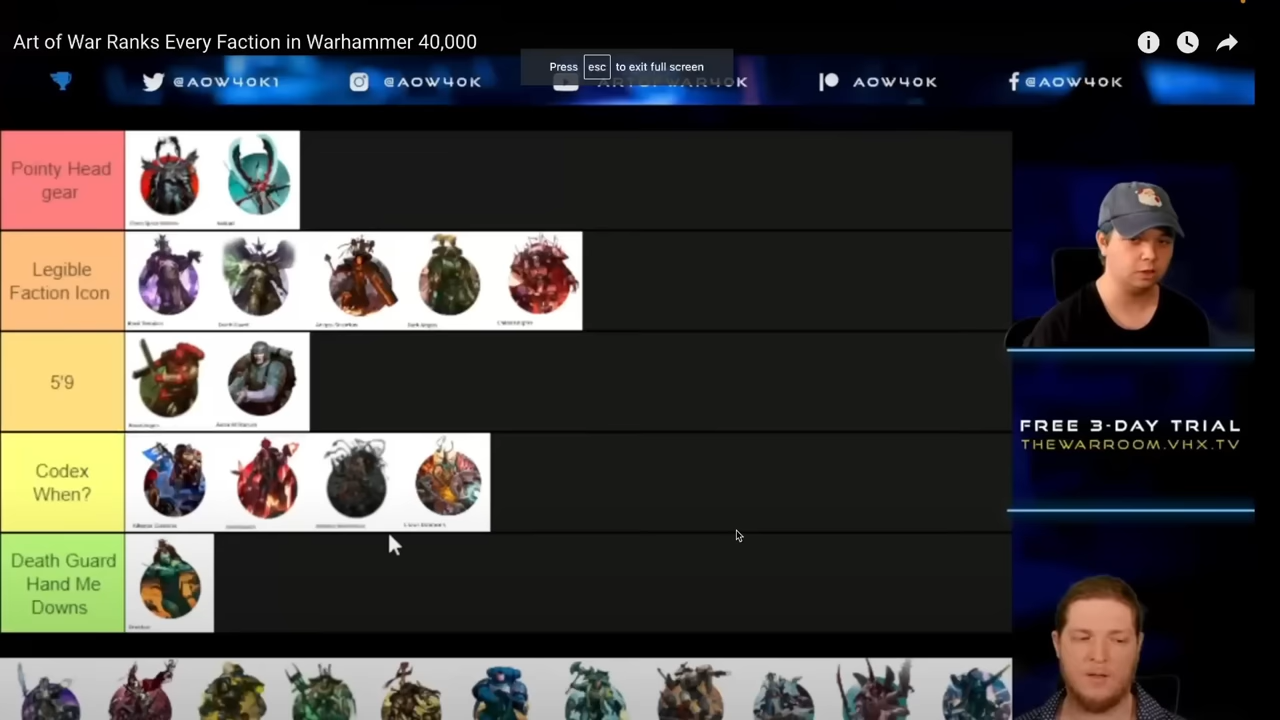 Art of War Ranks Every Faction in Warhammer 40,000
Press esc to exit full screen
@AOW40K1
@AOW40K
AOW40K
@AOW40K
Pointy Head
gear
Legible
Faction Icon
5'9
Codex
When?
Death Guard
Hand Me
Downs
FREE 3-DAY TRIAL
THEWARROOM.VHX.TV